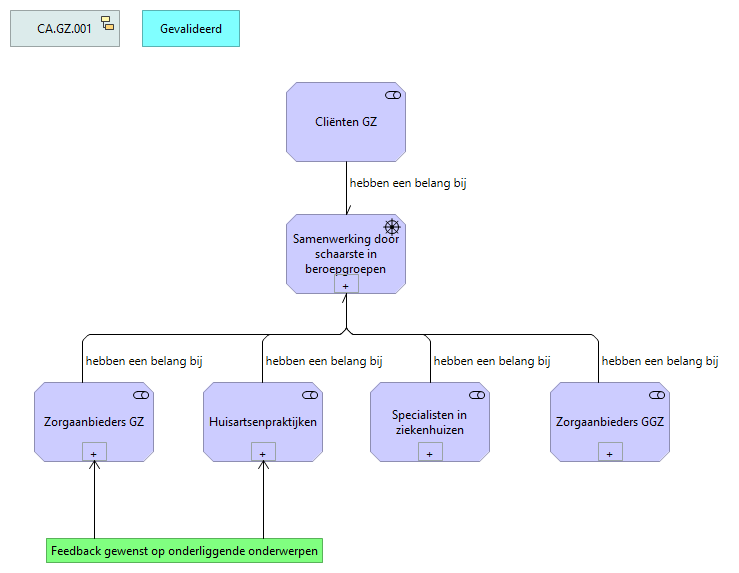 CA.GZ.001
Gevalideerd
Cliënten GZ
hebben een belang bij
Samenwerking door
schaarste in
beroepgroepen
+
hebben een belang bij
hebben een belang bij
hebben een belang bij
hebben een belang bij
Zorgaanbieders GZ
+
Huisartsenpraktijken
+
Specialisten in
ziekenhuizen
+
Zorgaanbieders GGZ
+
Feedback gewenst op onderliggende onderwerpen